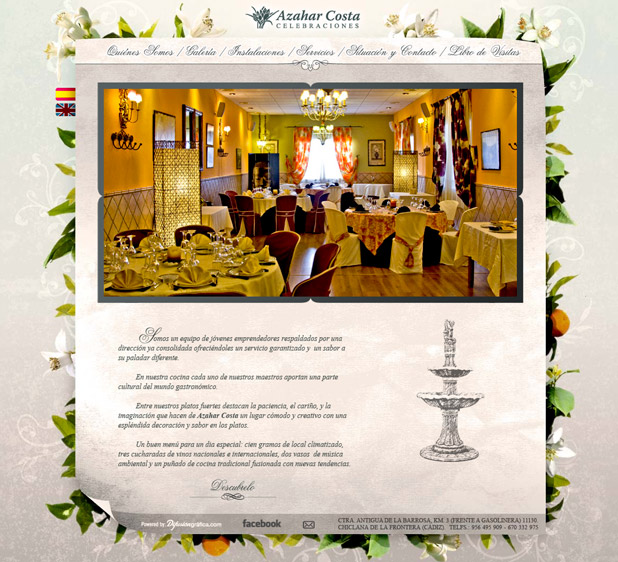 Azahar Costa
CELEBRACIONES
Quiénes Somos / Galería / Instalaciones / Servicios / Situación y Contacto / Libro de Visitas
Somos un equipo de jóvenes emprendedores respaldados por una
dirección ya consolidada ofreciéndoles un servicio garantizado y un sabor a
su paladar diferente.
En nuestra cocina cada uno de nuestros maestros aportan una parte
cultural del mundo gastronómico.
Entre nuestros platos fuertes destacan la paciencia, el cariño, y la
imaginación que hacen de Azahar Costa un lugar cómodo y creativo con una
espléndida decoración y sabor en los platos.
Un buen menú para un día especial: cien gramos de local climatizado,
tres cucharadas de vinos nacionales e internacionales, dos vasos de música
ambiental y un puñado de cocina tradicional fusionada con nuevas tendencias.
Descubrelo
Powered by: Difusióngráfica.com
facebook
CTRA. ANTIGUA DE LA BARROSA, KM. 3 (FRENTE A GASOLINERA) 11130
CHICLANA DE LA FRONTERA (CÁDIZ). TELFS.: 956 495 909 - 670 332 975